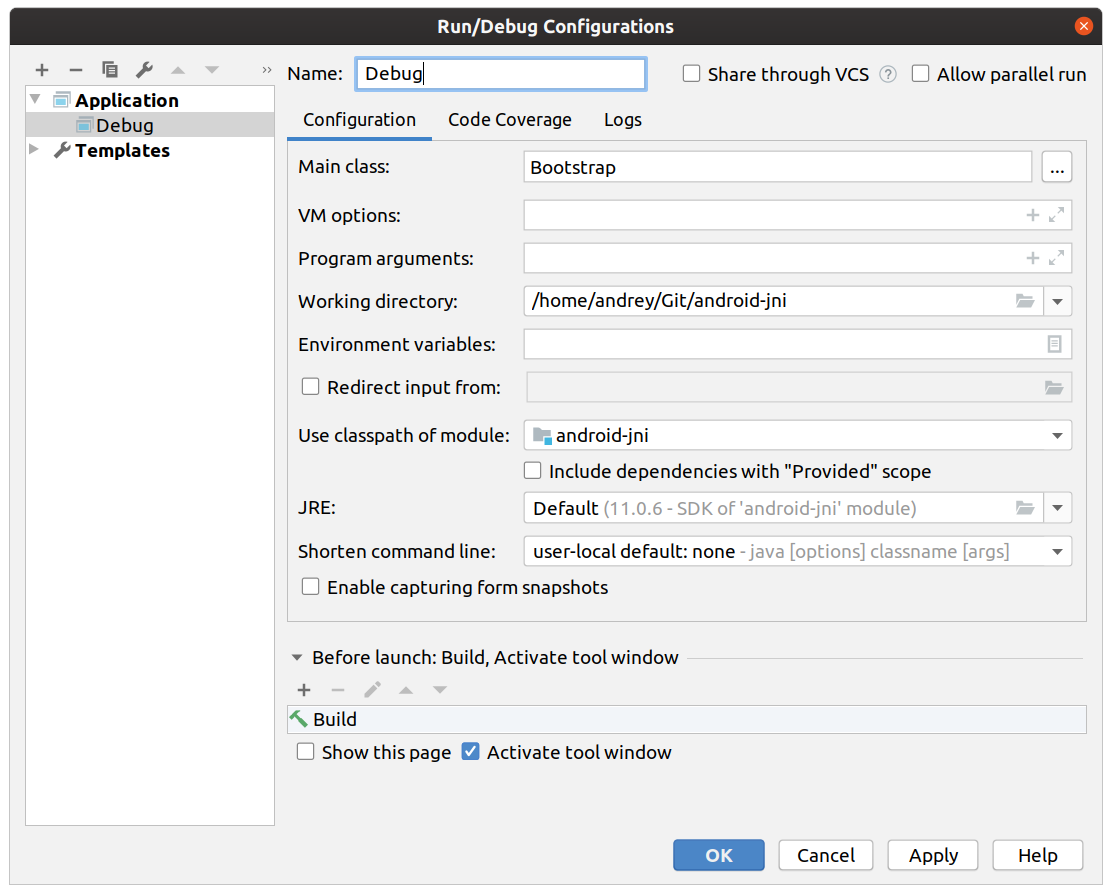 Run/Debug Configurations
Name: Debug
Share through VCS ?
Allow parallel run
Application
Debug
Templates
Configuration Code Coverage Logs
Main class: Bootstrap ...
VM options:
Program arguments:
Working directory: /home/andrey/Git/android-jni
Environment variables:
Redirect input from:
Use classpath of module: android-jni
Include dependencies with "Provided" scope
JRE: Default (11.0.6 - SDK of 'android-jni' module)
Shorten command line: user-local default: none - java [options] classname [args]
Enable capturing form snapshots
Before launch: Build, Activate tool window
Build
Show this page Activate tool window
OK Cancel Apply Help